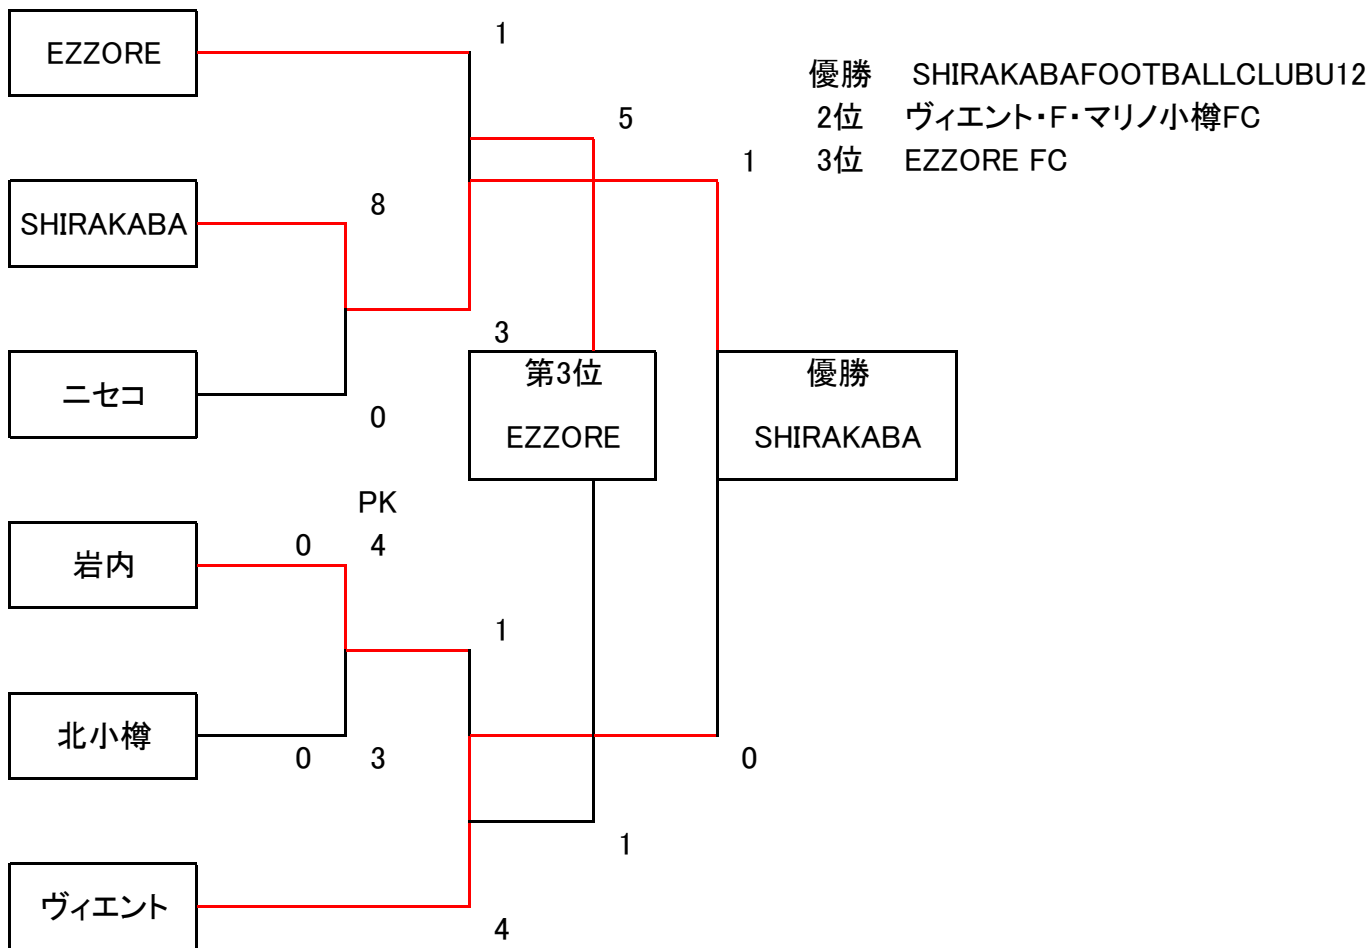 EZZORE
1
優勝 SHIRAKABAFOOTBALLCLUBU12
5
2位 ヴィエント・F・マリノ小樽FC
1
3位 EZZORE FC
8
SHIRAKABA
3
第3位
優勝
ニセコ
0
EZZORE
SHIRAKABA
PK
0 4
岩内
1
北小樽
0 3
0
1
ヴィエント
4